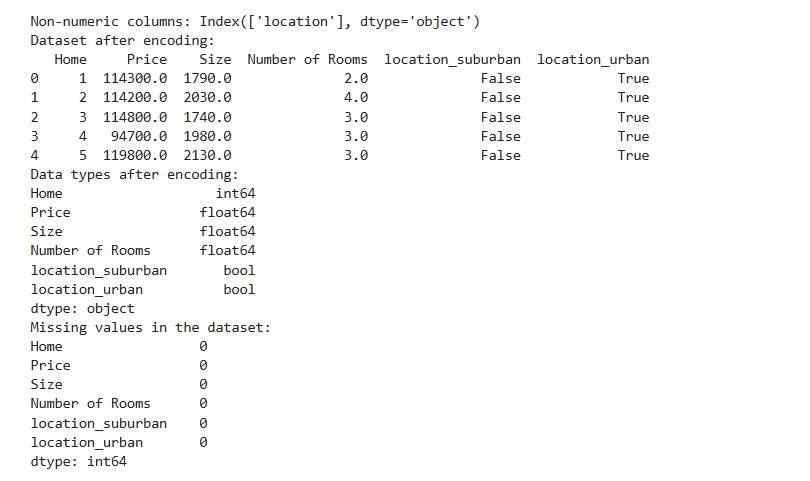 Non-numeric columns: Index(['location'], dtype='object')
Dataset after encoding:
   Home     Price    Size  Number of Rooms  location_suburban  location_urban
0     1  114300.0  1790.0              2.0              False            True
1     2  114200.0  2030.0              4.0              False            True
2     3  114800.0  1740.0              3.0              False            True
3     4   94700.0  1980.0              3.0              False            True
4     5  119800.0  2130.0              3.0              False            True
Data types after encoding:
Home                   int64
Price                float64
Size                 float64
Number of Rooms      float64
location_suburban       bool
location_urban          bool
dtype: object
Missing values in the dataset:
Home                 0
Price                0
Size                 0
Number of Rooms      0
location_suburban    0
location_urban       0
dtype: int64